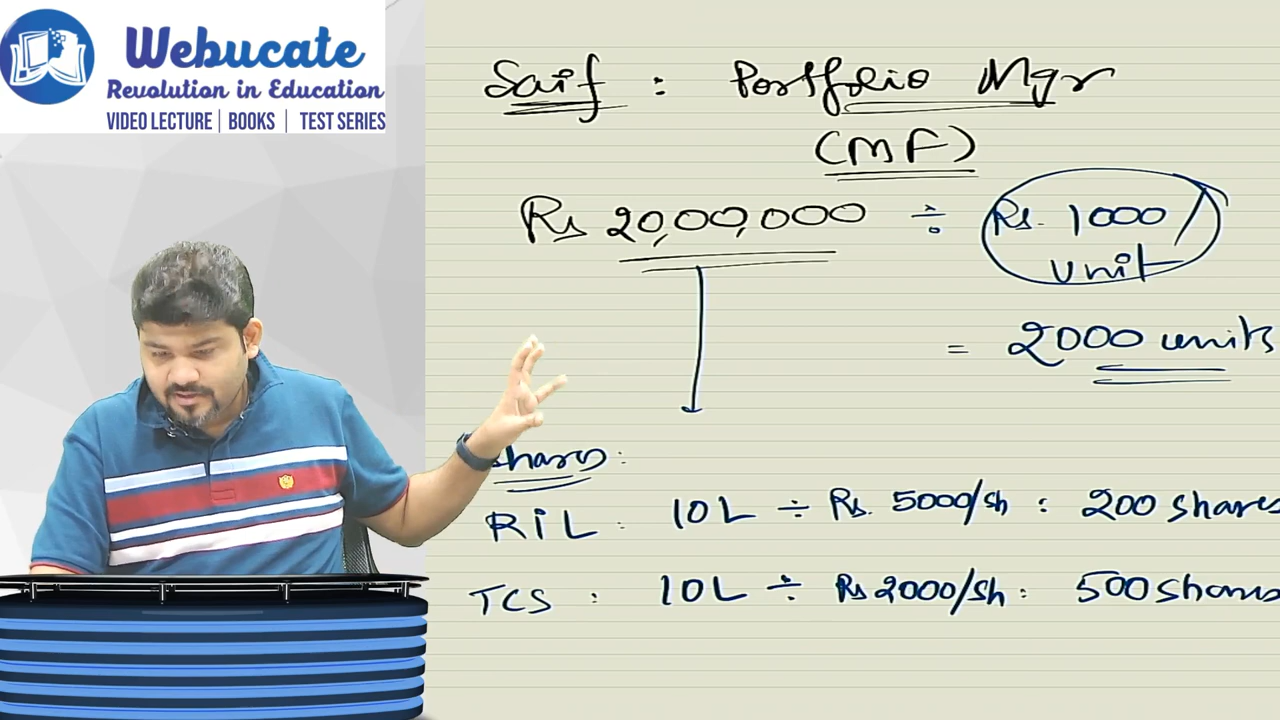 Webucate
Revolution in Education
VIDEO LECTURE | BOOKS | TEST SERIES
Saif : Portfolio Mgr
(MF)
Rs 20,00,000 ÷ Rs. 1000/
unit
= 2000 units
Shares:
RIL : 10L ÷ Rs. 5000/sh : 200 shares
TCS : 10L ÷ Rs 2000/sh : 500 shares